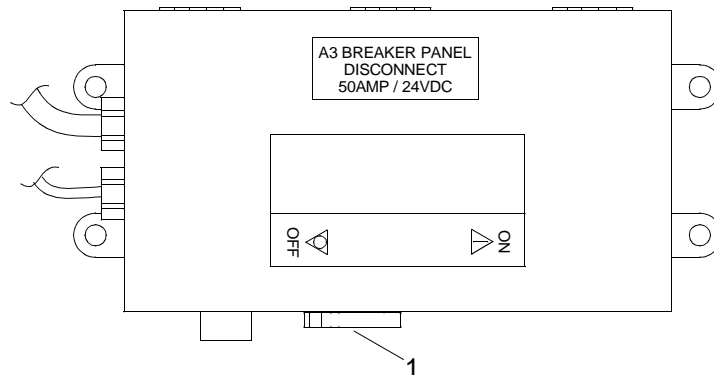 A3 BREAKER PANEL
DISCONNECT
50AMP / 24VDC
OFF
ON
1